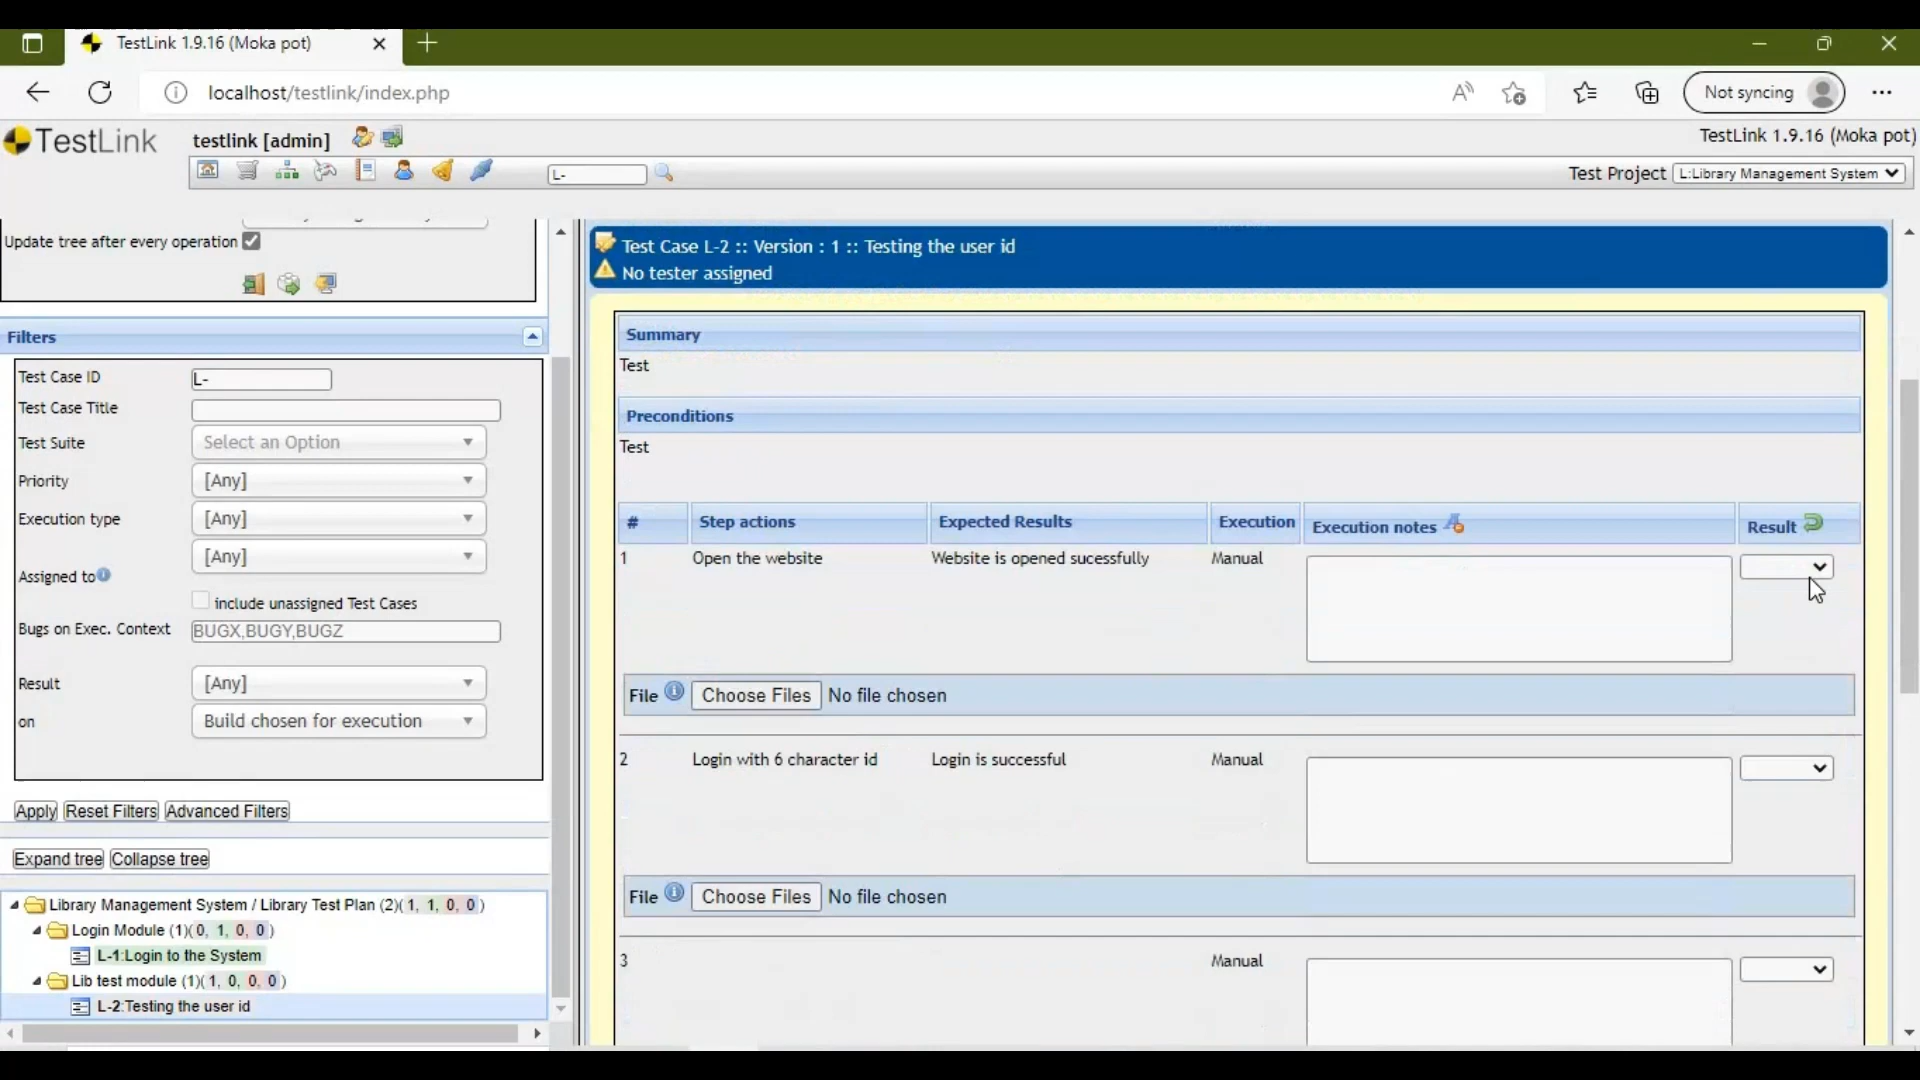 TestLink 1.9.16 (Moka pot)
localhost/testlink/index.php
Not syncing
TestLink
testlink [admin]
TestLink 1.9.16 (Moka pot)
L-
Test Project L:Library Management System
Update tree after every operation
Filters
Test Case ID L-
Test Case Title
Test Suite Select an Option
Priority [Any]
Execution type [Any]
[Any]
Assigned to
include unassigned Test Cases
Bugs on Exec. Context BUGX,BUGY,BUGZ
Result [Any]
on Build chosen for execution
Apply Reset Filters Advanced Filters
Expand tree Collapse tree
Library Management System / Library Test Plan (2)(1, 1, 0, 0)
Login Module (1)(0, 1, 0, 0)
L-1:Login to the System
Lib test module (1)(1, 0, 0, 0)
L-2:Testing the user id
Test Case L-2 :: Version : 1 :: Testing the user id
No tester assigned
Summary
Test
Preconditions
Test
# Step actions Expected Results Execution Execution notes Result
1 Open the website Website is opened sucessfully Manual
File Choose Files No file chosen
2 Login with 6 character id Login is successful Manual
File Choose Files No file chosen
3 Manual